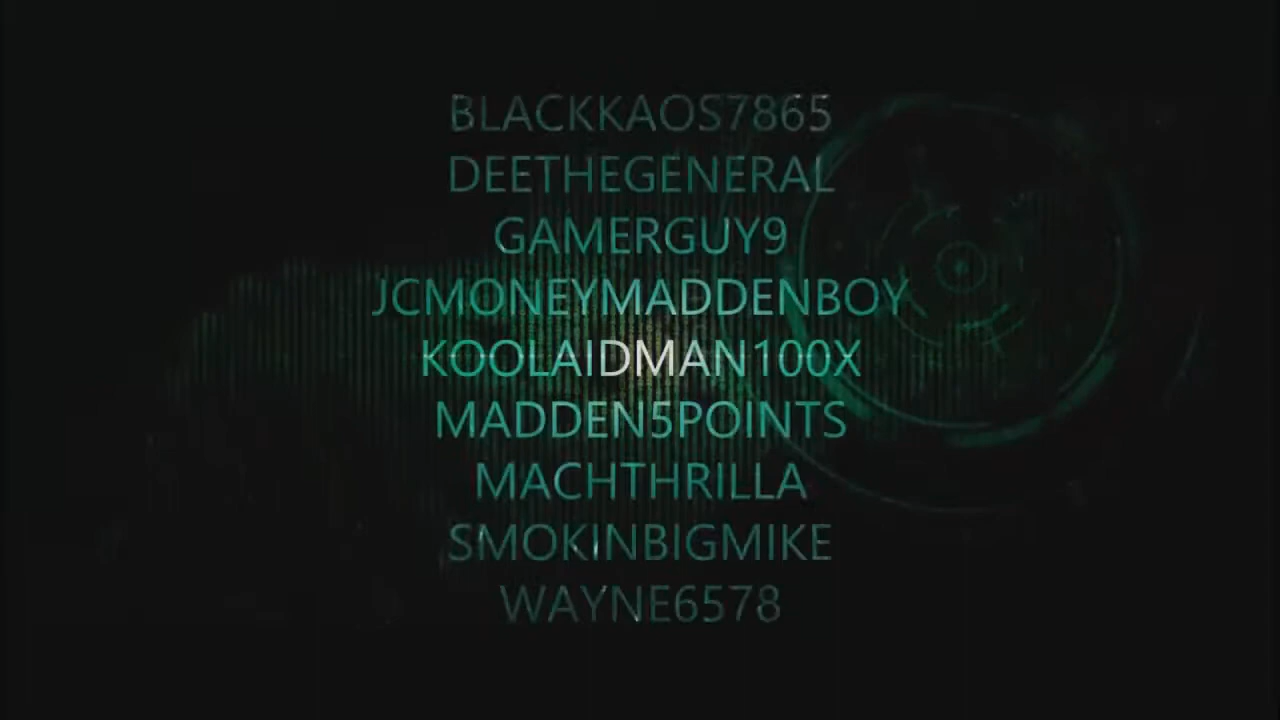 BLACKKAOS7865
DEETHEGENERAL
GAMERGUY9
JCMONEYMADDENBOY
KOOLAIDMAN100X
MADDEN5POINTS
MACHTHRILLA
SMOKINBIGMIKE
WAYNE6578